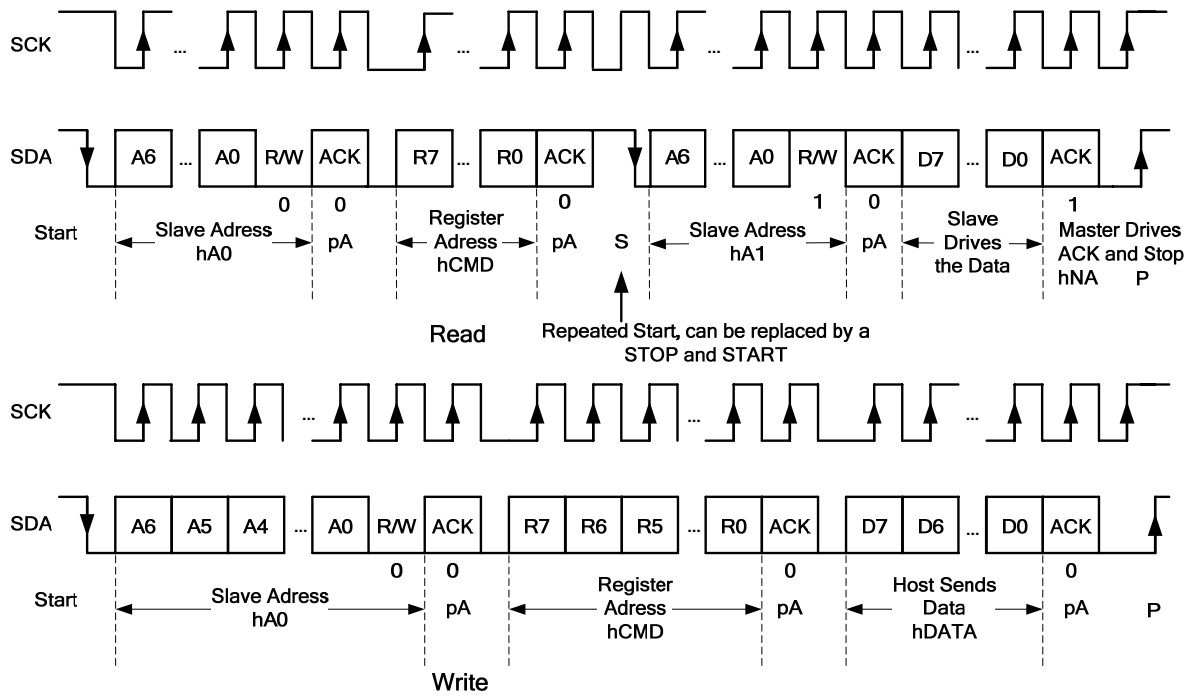 SCK ... ... ... ...
SDA A6 ... A0 R/W ACK R7 ... R0 ACK A6 ... A0 R/W ACK D7 ... D0 ACK
0 0 0 1 0 1
Start Slave Adress hA0 pA
Register Adress hCMD pA S
Slave Adress hA1 pA
Slave Drives the Data
Master Drives
ACK and Stop
hNA P
Read
Repeated Start, can be replaced by a
STOP and START
SCK ... ... ...
SDA A6 A5 A4 ... A0 R/W ACK R7 R6 R5 ... R0 ACK D7 D6 ... D0 ACK
0 0 0 0
Start Slave Adress hA0 pA
Register Adress hCMD pA
Host Sends Data hDATA pA P
Write